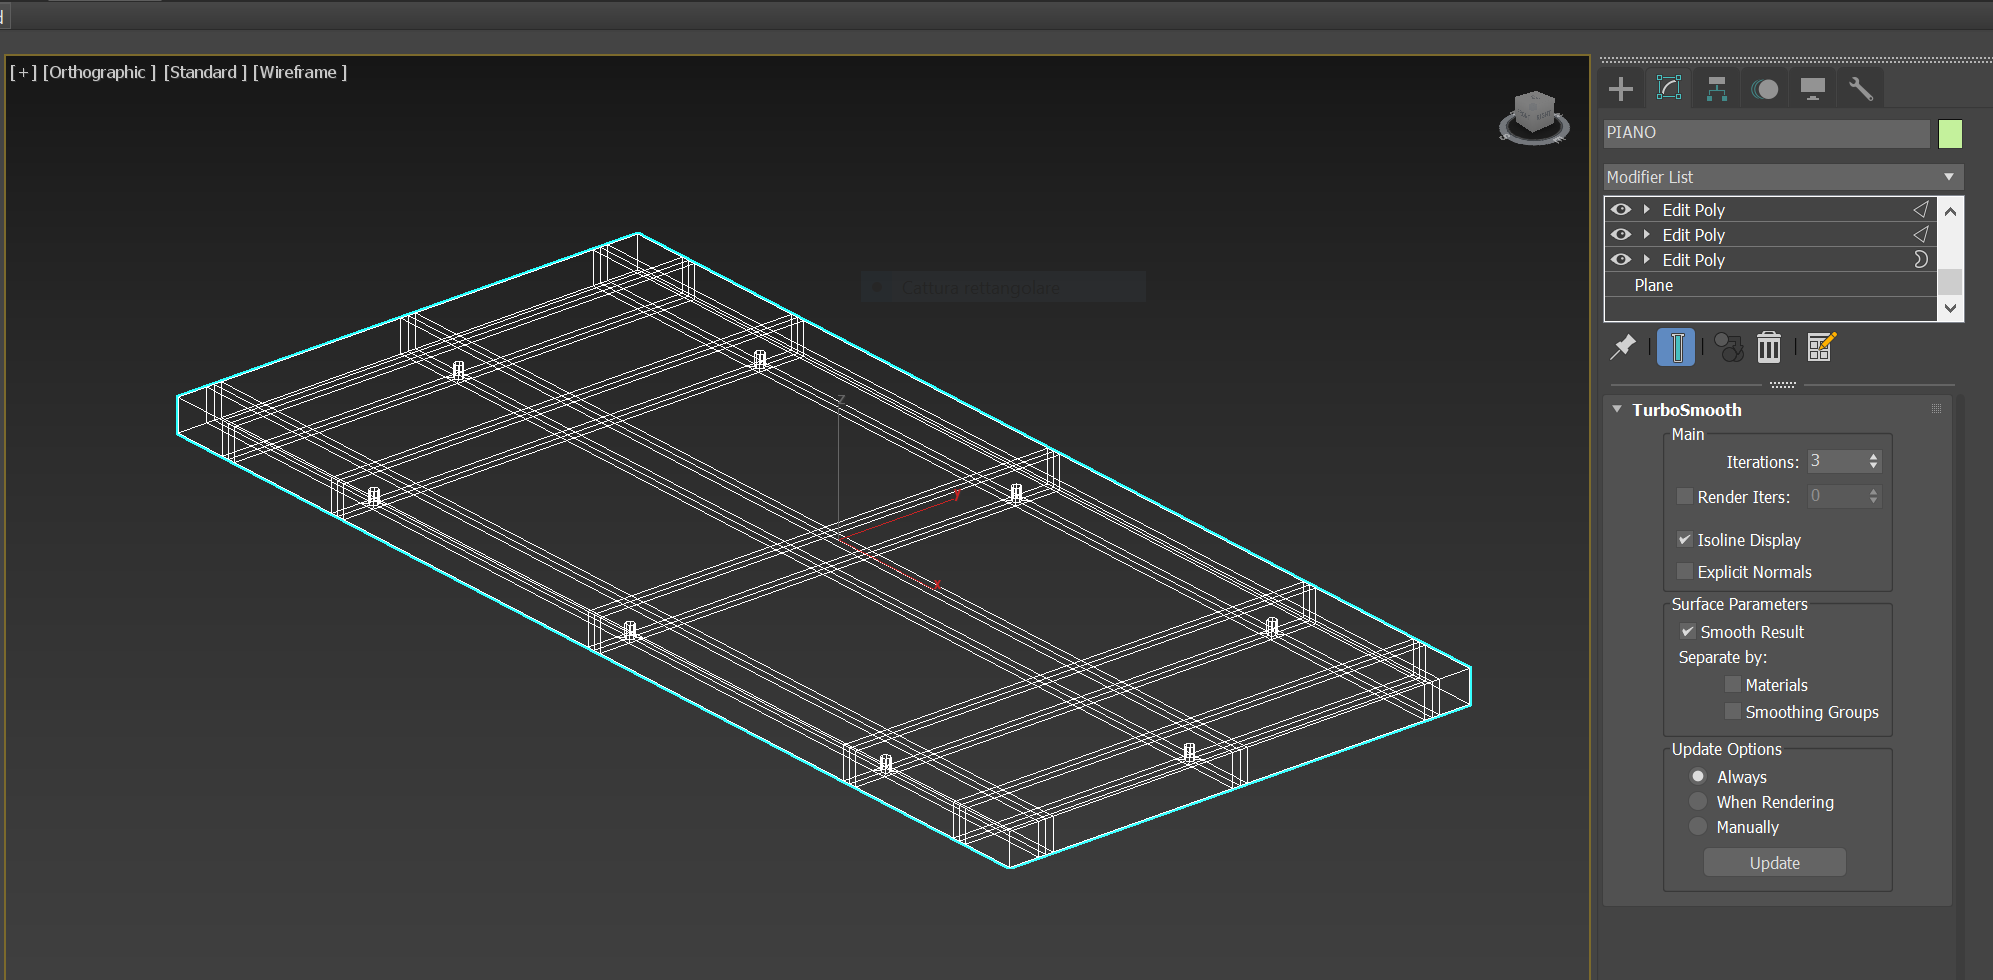 [ + ] [Orthographic ] [Standard ] [Wireframe ]
PIANO
Modifier List
Edit Poly
Edit Poly
Edit Poly
Plane
Cattura rettangolare
z
y
x
TurboSmooth
Main
Iterations: 3
Render Iters: 0
Isoline Display
Explicit Normals
Surface Parameters
Smooth Result
Separate by:
Materials
Smoothing Groups
Update Options
Always
When Rendering
Manually
Update